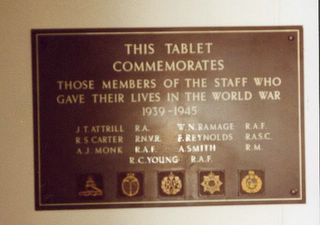 THIS TABLET
COMMEMORATES
THOSE MEMBERS OF THE STAFF WHO
GAVE THEIR LIVES IN THE WORLD WAR
1939-1945
J.T. ATTRILL R.A. W.N. RAMAGE R.A.F.
R.S CARTER R.N.V.R. F. REYNOLDS R.A.S.C.
A.J. MONK R.A.F. A. SMITH R.M.
R.C. YOUNG R.A.F.